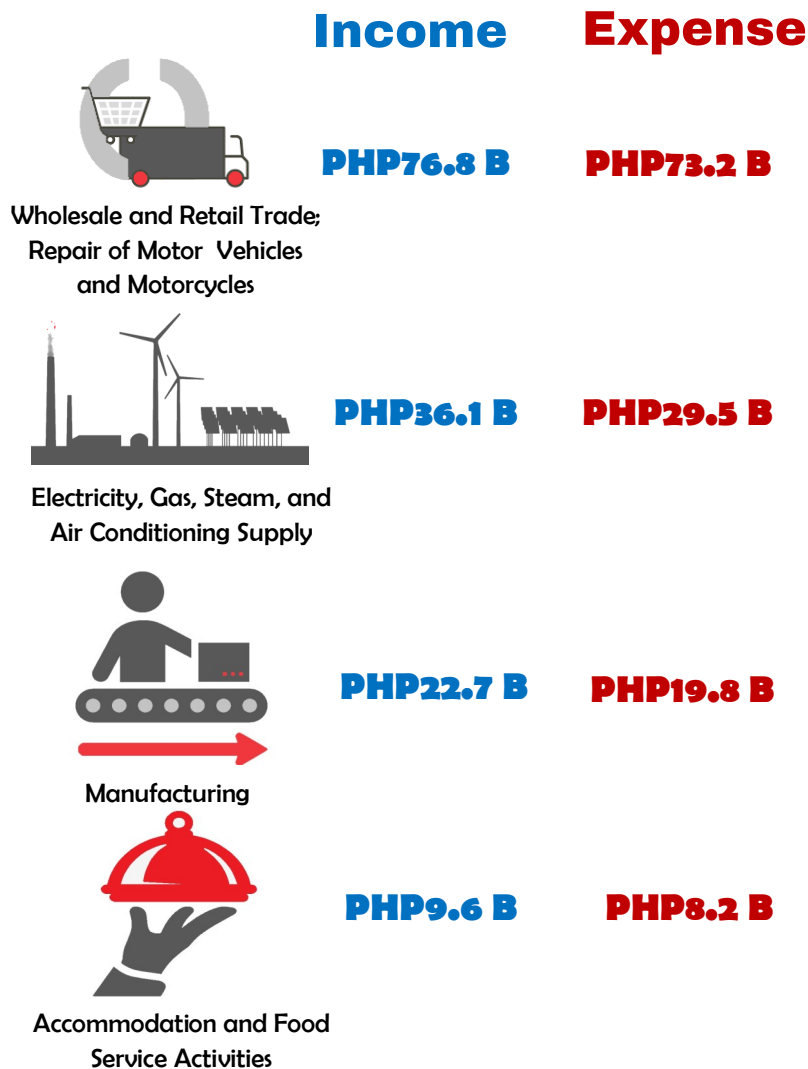 Income Expense
PHP76.8 B PHP73.2 B
Wholesale and Retail Trade;
Repair of Motor Vehicles
and Motorcycles
PHP36.1 B PHP29.5 B
Electricity, Gas, Steam, and
Air Conditioning Supply
PHP22.7 B PHP19.8 B
Manufacturing
PHP9.6 B PHP8.2 B
Accommodation and Food
Service Activities